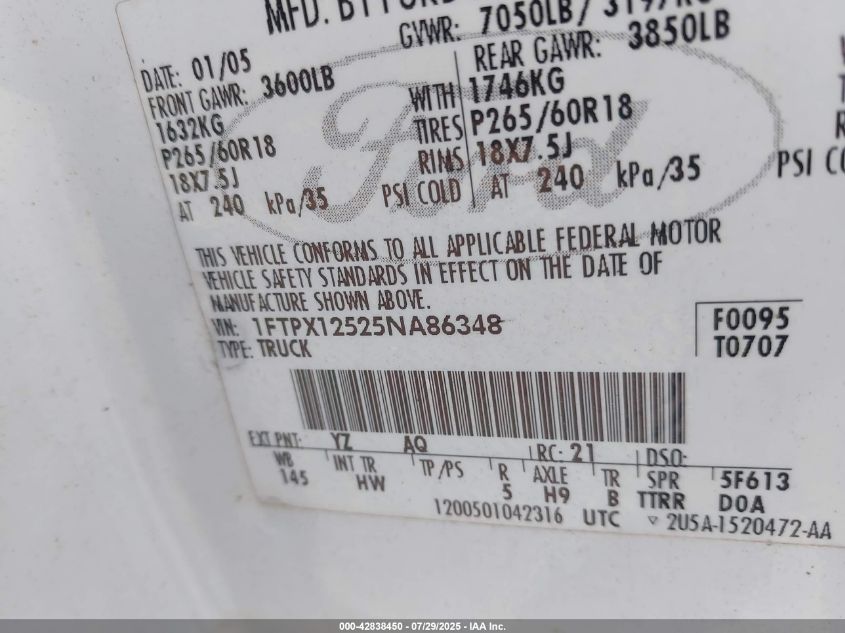 MFD. BY FORD
GVWR: 7050LB / 3197KG
DATE: 01/05
FRONT GAWR: 3600LB REAR GAWR: 3850LB
1632KG WITH 1746KG
P265/60R18 TIRES P265/60R18
18X7.5J RIMS 18X7.5J
AT 240 kPa/35 PSI COLD AT 240 kPa/35 PSI CO
Ford
THIS VEHICLE CONFORMS TO ALL APPLICABLE FEDERAL MOTOR
VEHICLE SAFETY STANDARDS IN EFFECT ON THE DATE OF
MANUFACTURE SHOWN ABOVE.
VIN: 1FTPX12525NA86348 F0095
TYPE: TRUCK T0707
EXT PNT: YZ AQ RC: 21 DSO:
WB INT TR TP/PS R AXLE TR SPR 5F613
145 HW 5 H9 B TTRR DOA
1200501042316 UTC ▽ 2U5A-1520472-AA
000-42838450 - 07/29/2025 - IAA Inc.